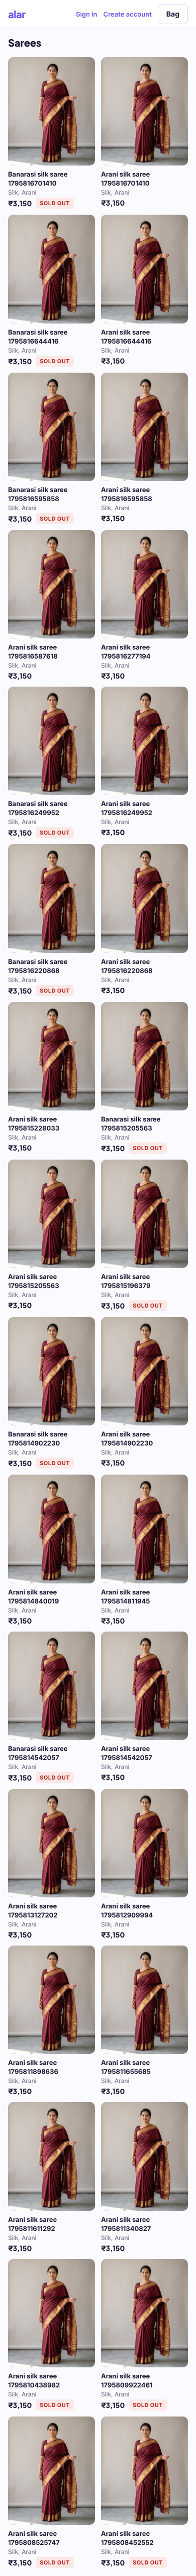 alar
Sign in
Create account
Bag
Sarees
Banarasi silk saree
1795816701410
Silk, Arani
₹3,150 SOLD OUT
Arani silk saree
1795816701410
Silk, Arani
₹3,150
Banarasi silk saree
1795816644416
Silk, Arani
₹3,150 SOLD OUT
Arani silk saree
1795816644416
Silk, Arani
₹3,150
Banarasi silk saree
1795816595858
Silk, Arani
₹3,150 SOLD OUT
Arani silk saree
1795816595858
Silk, Arani
₹3,150
Arani silk saree
1795816587618
Silk, Arani
₹3,150
Arani silk saree
1795816277194
Silk, Arani
₹3,150
Banarasi silk saree
1795816249952
Silk, Arani
₹3,150 SOLD OUT
Arani silk saree
1795816249952
Silk, Arani
₹3,150
Banarasi silk saree
1795816220868
Silk, Arani
₹3,150 SOLD OUT
Arani silk saree
1795816220868
Silk, Arani
₹3,150
Arani silk saree
1795815228033
Silk, Arani
₹3,150
Banarasi silk saree
1795815205563
Silk, Arani
₹3,150 SOLD OUT
Arani silk saree
1795815205563
Silk, Arani
₹3,150
Arani silk saree
1795815196379
Silk, Arani
₹3,150 SOLD OUT
Banarasi silk saree
1795814902230
Silk, Arani
₹3,150 SOLD OUT
Arani silk saree
1795814902230
Silk, Arani
₹3,150
Arani silk saree
1795814840019
Silk, Arani
₹3,150
Arani silk saree
1795814811945
Silk, Arani
₹3,150
Banarasi silk saree
1795814542057
Silk, Arani
₹3,150 SOLD OUT
Arani silk saree
1795814542057
Silk, Arani
₹3,150
Arani silk saree
1795813127202
Silk, Arani
₹3,150
Arani silk saree
1795812909994
Silk, Arani
₹3,150
Arani silk saree
1795811898636
Silk, Arani
₹3,150
Arani silk saree
1795811655685
Silk, Arani
₹3,150
Arani silk saree
1795811611292
Silk, Arani
₹3,150
Arani silk saree
1795811340827
Silk, Arani
₹3,150
Arani silk saree
1795810438982
Silk, Arani
₹3,150 SOLD OUT
Arani silk saree
1795809922461
Silk, Arani
₹3,150 SOLD OUT
Arani silk saree
1795808525747
Silk, Arani
₹3,150 SOLD OUT
Arani silk saree
1795808452552
Silk, Arani
₹3,150 SOLD OUT